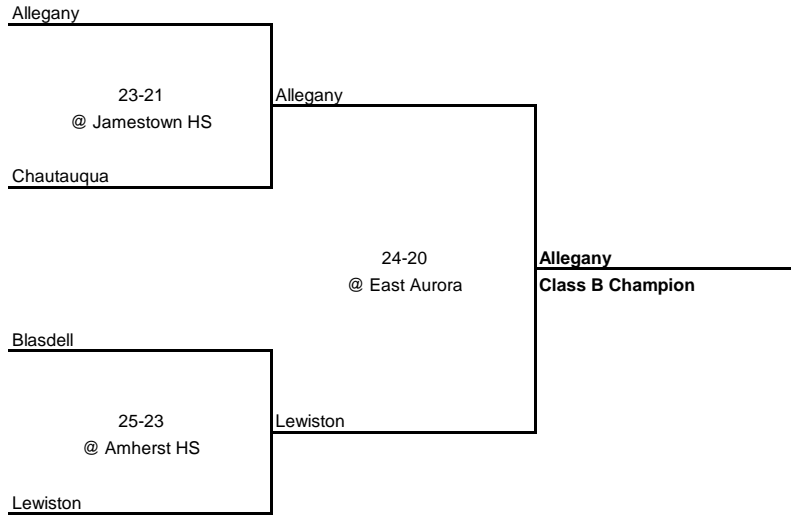 Allegany
23-21
@ Jamestown HS
Allegany
Chautauqua
24-20
@ East Aurora
Allegany
Class B Champion
Blasdell
25-23
@ Amherst HS
Lewiston
Lewiston